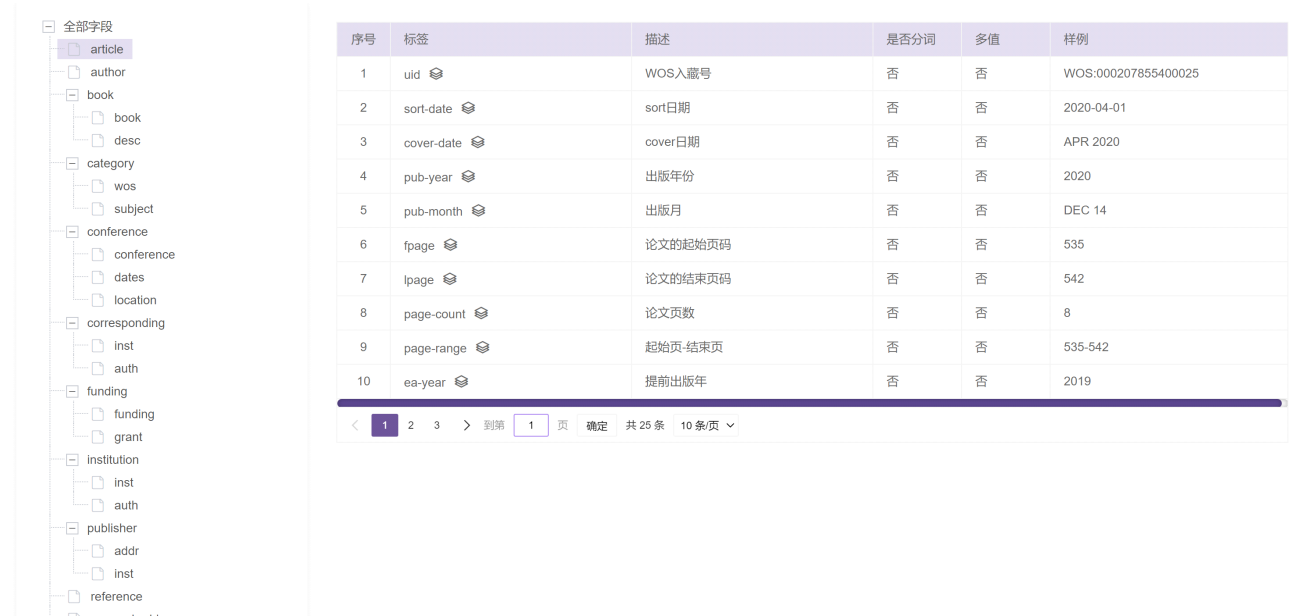 全部字段
article
author
book
book
desc
category
wos
subject
conference
conference
dates
location
corresponding
inst
auth
funding
funding
grant
institution
inst
auth
publisher
addr
inst
reference
序号 标签 描述 是否分词 多值 样例
1 uid WOS入藏号 否 否 WOS:000207855400025
2 sort-date sort日期 否 否 2020-04-01
3 cover-date cover日期 否 否 APR 2020
4 pub-year 出版年份 否 否 2020
5 pub-month 出版月 否 否 DEC 14
6 fpage 论文的起始页码 否 否 535
7 lpage 论文的结束页码 否 否 542
8 page-count 论文页数 否 否 8
9 page-range 起始页-结束页 否 否 535-542
10 ea-year 提前出版年 否 否 2019
1 2 3 到第 1 页 确定 共 25 条 10 条/页